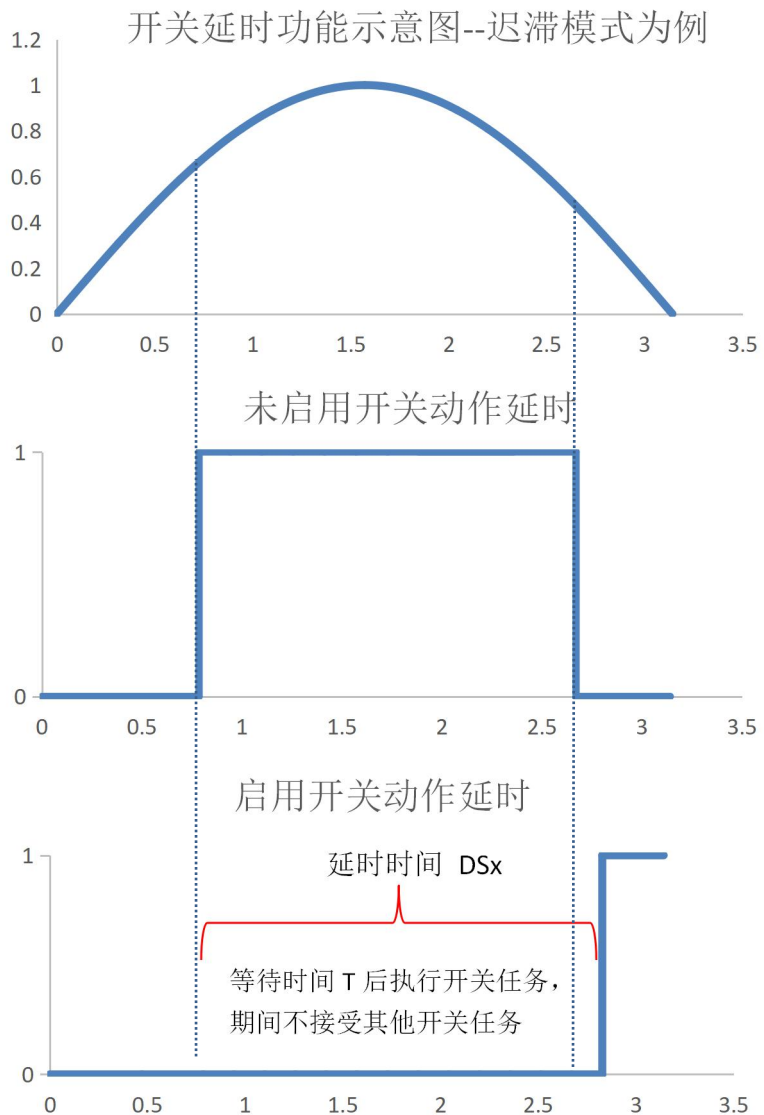 开关延时功能示意图--迟滞模式为例
1.2
1
0.8
0.6
0.4
0.2
0
0 0.5 1 1.5 2 2.5 3 3.5
未启用开关动作延时
1
0
0 0.5 1 1.5 2 2.5 3 3.5
启用开关动作延时
1
延时时间 DSx
等待时间 T 后执行开关任务，
期间不接受其他开关任务
0
0 0.5 1 1.5 2 2.5 3 3.5